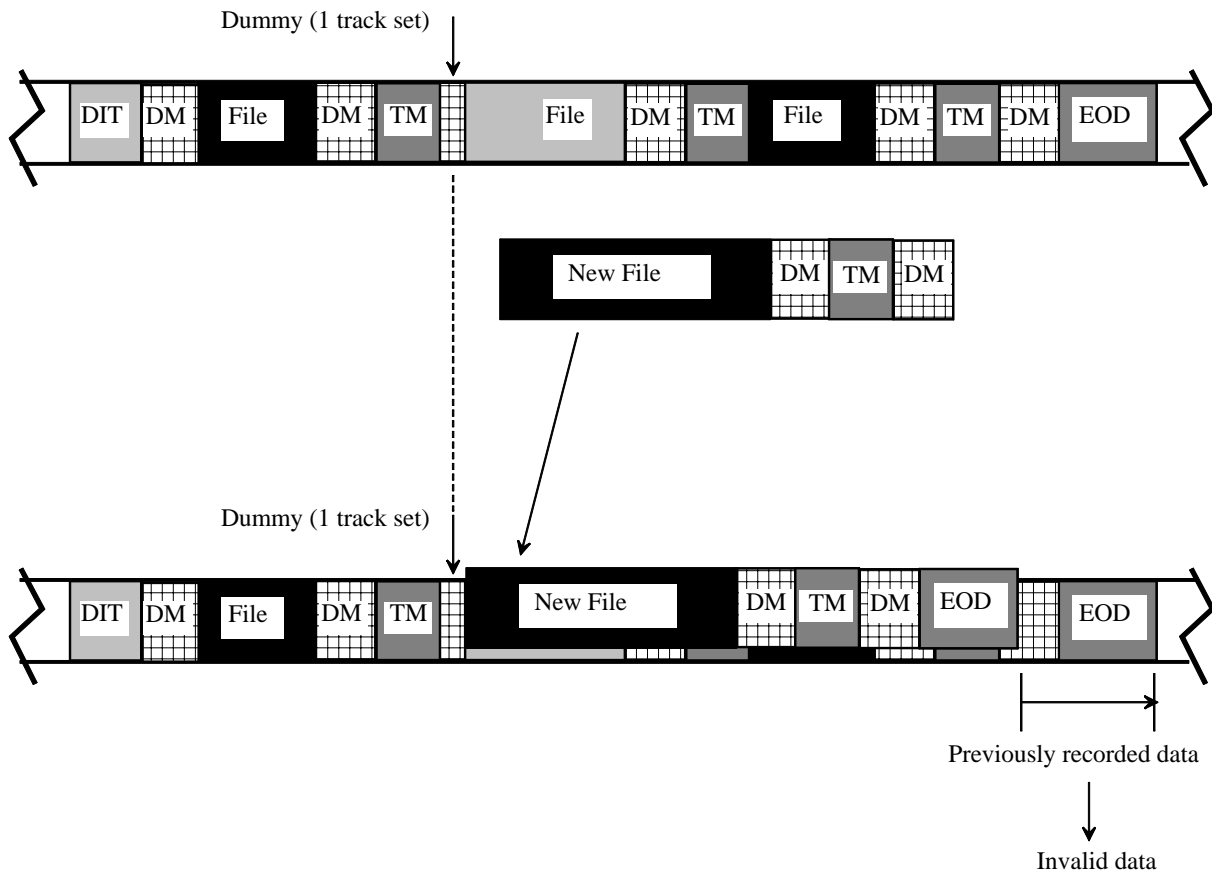 Dummy (1 track set)
DIT DM File DM TM File DM TM File DM TM DM EOD
New File DM TM DM
Dummy (1 track set)
DIT DM File DM TM New File DM TM DM EOD EOD
Previously recorded data
Invalid data